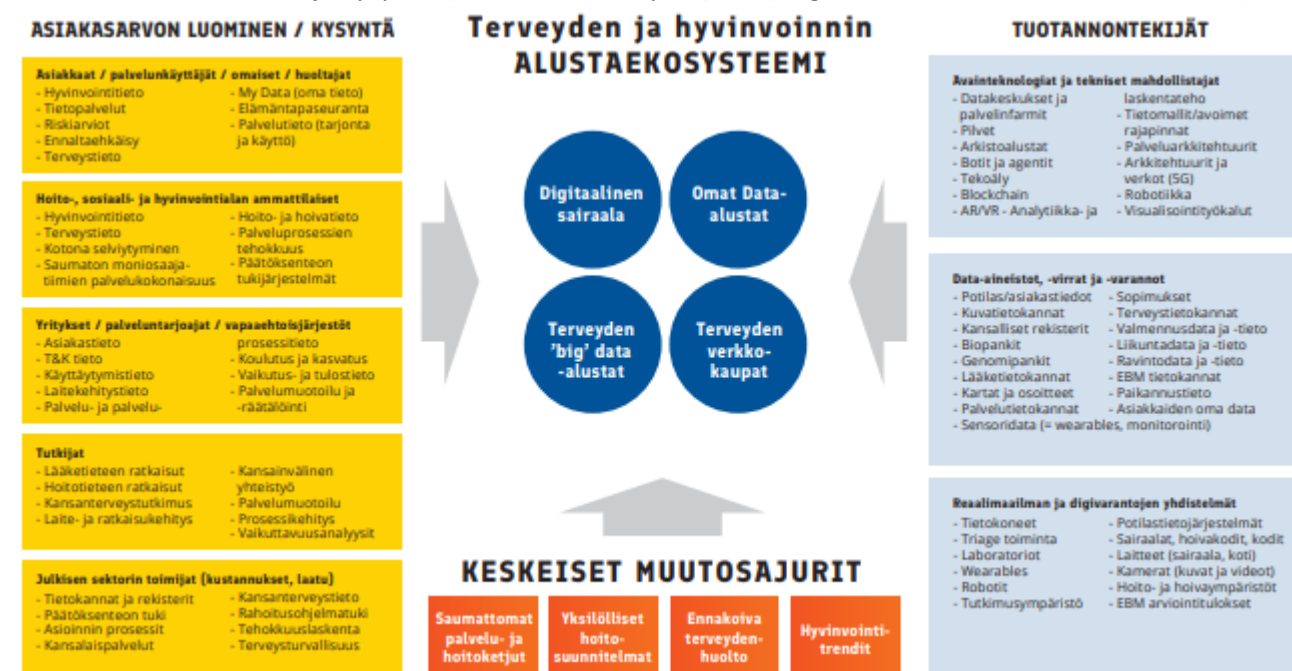 ASIAKASARVON LUOMINEN / KYSYNTÄ
Asiakkaat / palvelunkäyttäjät / omaiset / huoltajat
- Hyvinvointitieto
- Tietopalvelut
- Riskiarviot
- Ennaltaehkäisy
- Terveystieto
- My Data (oma tieto)
- Elämäntapaseuranta
- Palvelutieto (tarjonta
ja käyttö)
Hoito-, sosiaali- ja hyvinvointialan ammattilaiset
- Hyvinvointitieto
- Terveystieto
- Kotona selviytyminen
- Saumaton moniosaaja-
tiimien palvelukokonaisuus
- Hoito- ja hoivatieto
- Palveluprosessien
tehokkuus
- Päätöksenteon
tukijärjestelmät
Yritykset / palveluntarjoajat / vapaaehtoisjärjestöt
- Asiakastieto
- T&K tieto
- Käyttäytymistieto
- Laitekehitystieto
- Palvelu- ja palvelu-
prosessitieto
- Koulutus ja kasvatus
- Vaikutus- ja tulostieto
- Palvelumuotoilu ja
-räätälöinti
Tutkijat
- Lääketieteen ratkaisut
- Hoitotieteen ratkaisut
- Kansanterveystutkimus
- Laite- ja ratkaisukehitys
- Kansainvälinen
yhteistyö
- Palvelumuotoilu
- Prosessikehitys
- Vaikuttavuusanalyysit
Julkisen sektorin toimijat (kustannukset, laatu)
- Tietokannat ja rekisterit
- Päätöksenteon tuki
- Asioinnin prosessit
- Kansalaispalvelut
- Kansanterveystieto
- Rahoitusohjelmatuki
- Tehokkuuslaskenta
- Terveysturvallisuus
Terveyden ja hyvinvoinnin
ALUSTAEKOSYSTEEMI
Digitaalinen
sairaala
Omat Data-
alustat
Terveyden
'big' data
-alustat
Terveyden
verkko-
kaupat
KESKEISET MUUTOSAJURIT
Saumattomat
palvelu- ja
hoitoketjut
Yksilölliset
hoito-
suunnitelmat
Ennakoiva
terveyden-
huolto
Hyvinvointi-
trendit
TUOTANNONTEKIJÄT
Avainteknologiat ja tekniset mahdollistajat
- Datakeskukset ja
palvelinfarmit
- Pilvet
- Arkistoalustat
- Botit ja agentit
- Tekoäly
- Blockchain
- AR/VR - Analytiikka- ja
laskentateho
- Tietomallit/avoimet
rajapinnat
- Palveluarkkitehtuurit
- Arkkitehtuurit ja
verkot (5G)
- Robotiikka
- Visualisointityökalut
Data-aineistot, -virrat ja -varannot
- Potilas/asiakastiedot
- Kuvatietokannat
- Kansalliset rekisterit
- Biopankit
- Genomipankit
- Lääketietokannat
- Kartat ja osoitteet
- Palvelutietokannat
- Sensoridata (= wearables, monitorointi)
- Sopimukset
- Terveystietokannat
- Valmennusdata ja -tieto
- Liikuntadata ja -tieto
- Ravintodata ja -tieto
- EBM tietokannat
- Paikannustieto
- Asiakkaiden oma data
Reaalimaailman ja digivarantojen yhdistelmät
- Tietokoneet
- Triage toiminta
- Laboratoriot
- Wearables
- Robotit
- Tutkimusympäristö
- Potilastietojärjestelmät
- Sairaalat, hoivakodit, kodit
- Laitteet (sairaala, koti)
- Kamerat (kuvat ja videot)
- Hoito- ja hoivaympäristöt
- EBM arviointitulokset